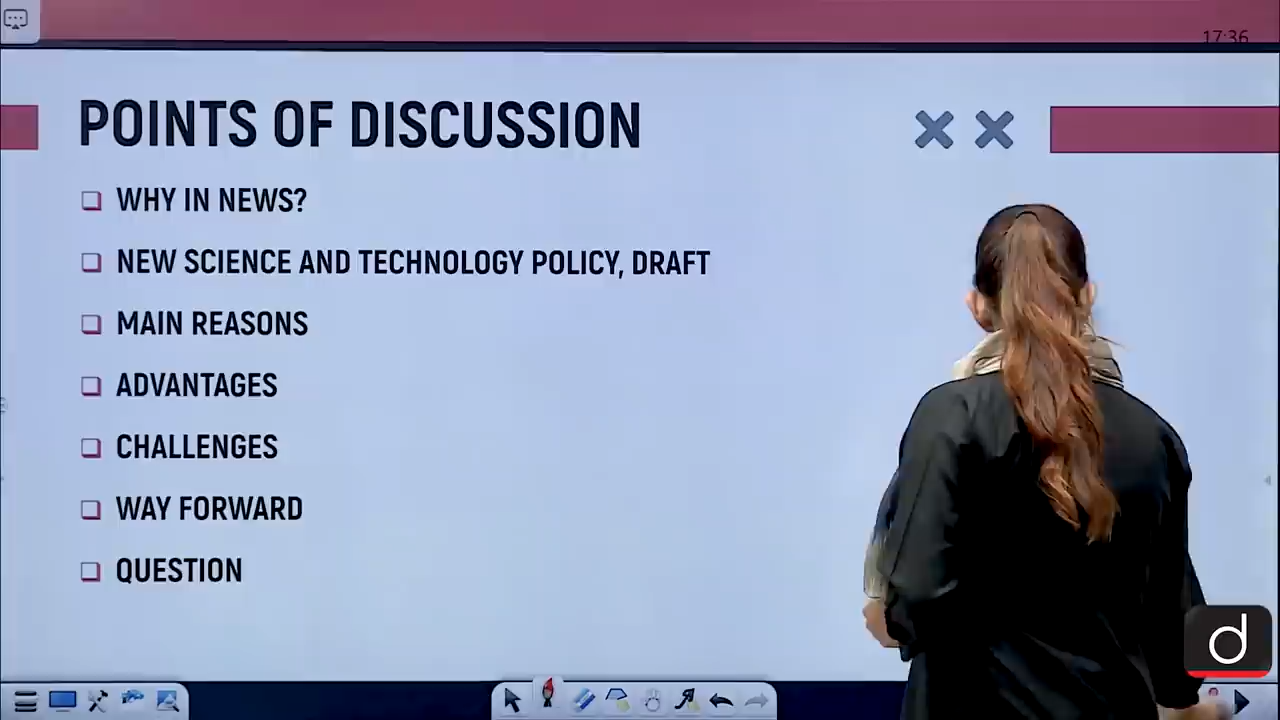 17:36
POINTS OF DISCUSSION
WHY IN NEWS?
NEW SCIENCE AND TECHNOLOGY POLICY, DRAFT
MAIN REASONS
ADVANTAGES
CHALLENGES
WAY FORWARD
QUESTION
d